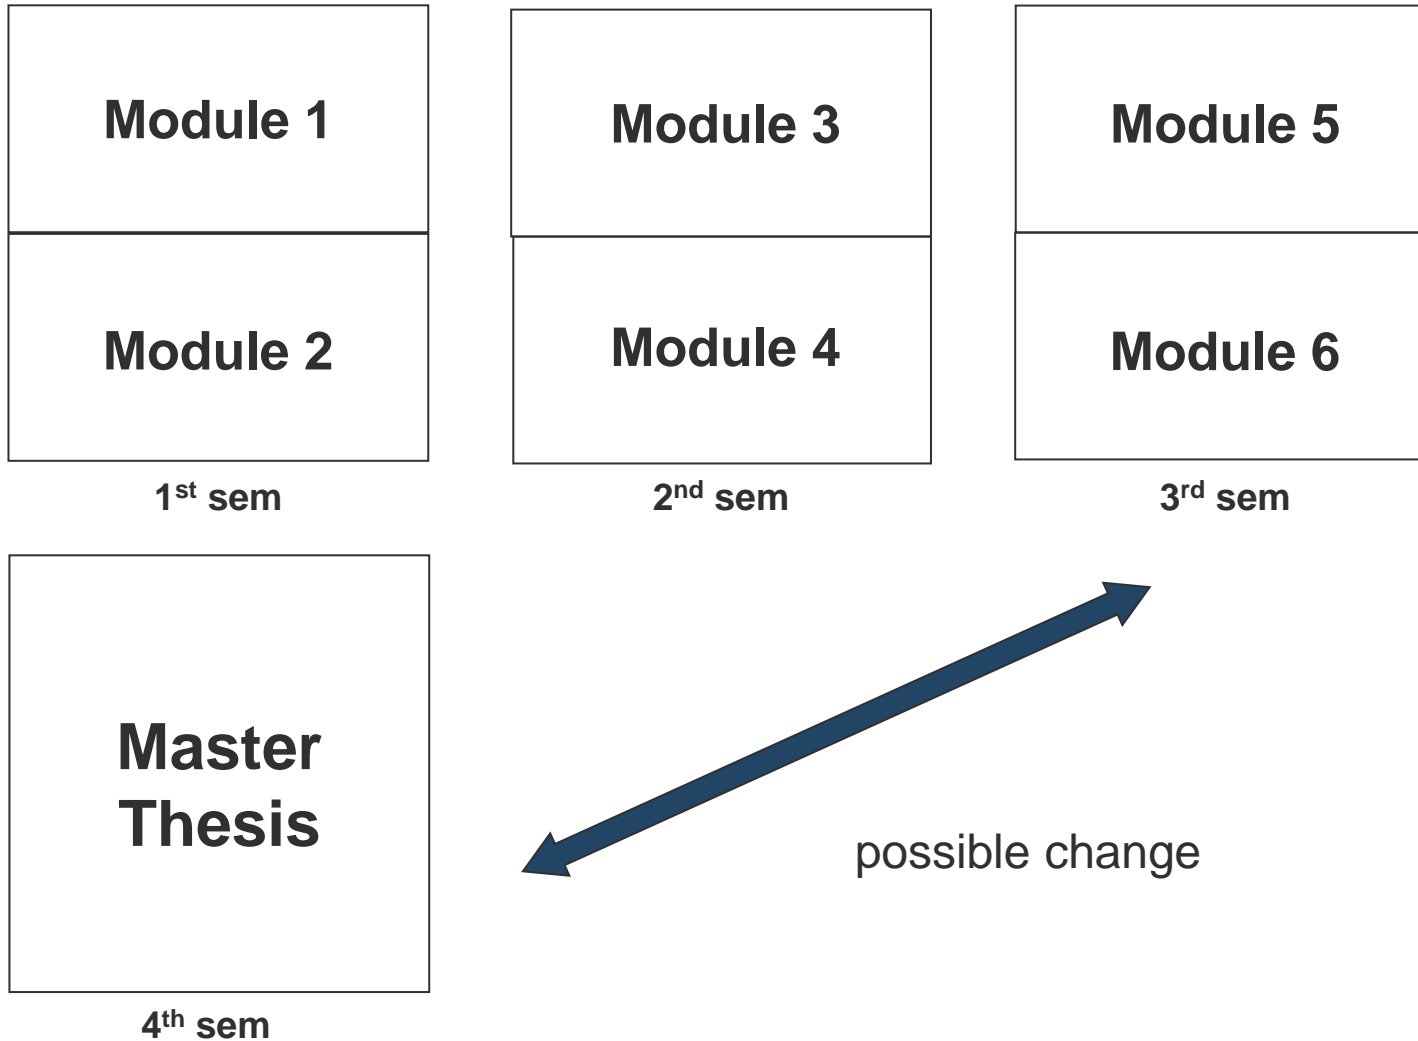 Module 1
Module 3
Module 5
Module 2
Module 4
Module 6
1st sem
2nd sem
3rd sem
Master
Thesis
possible change
4th sem